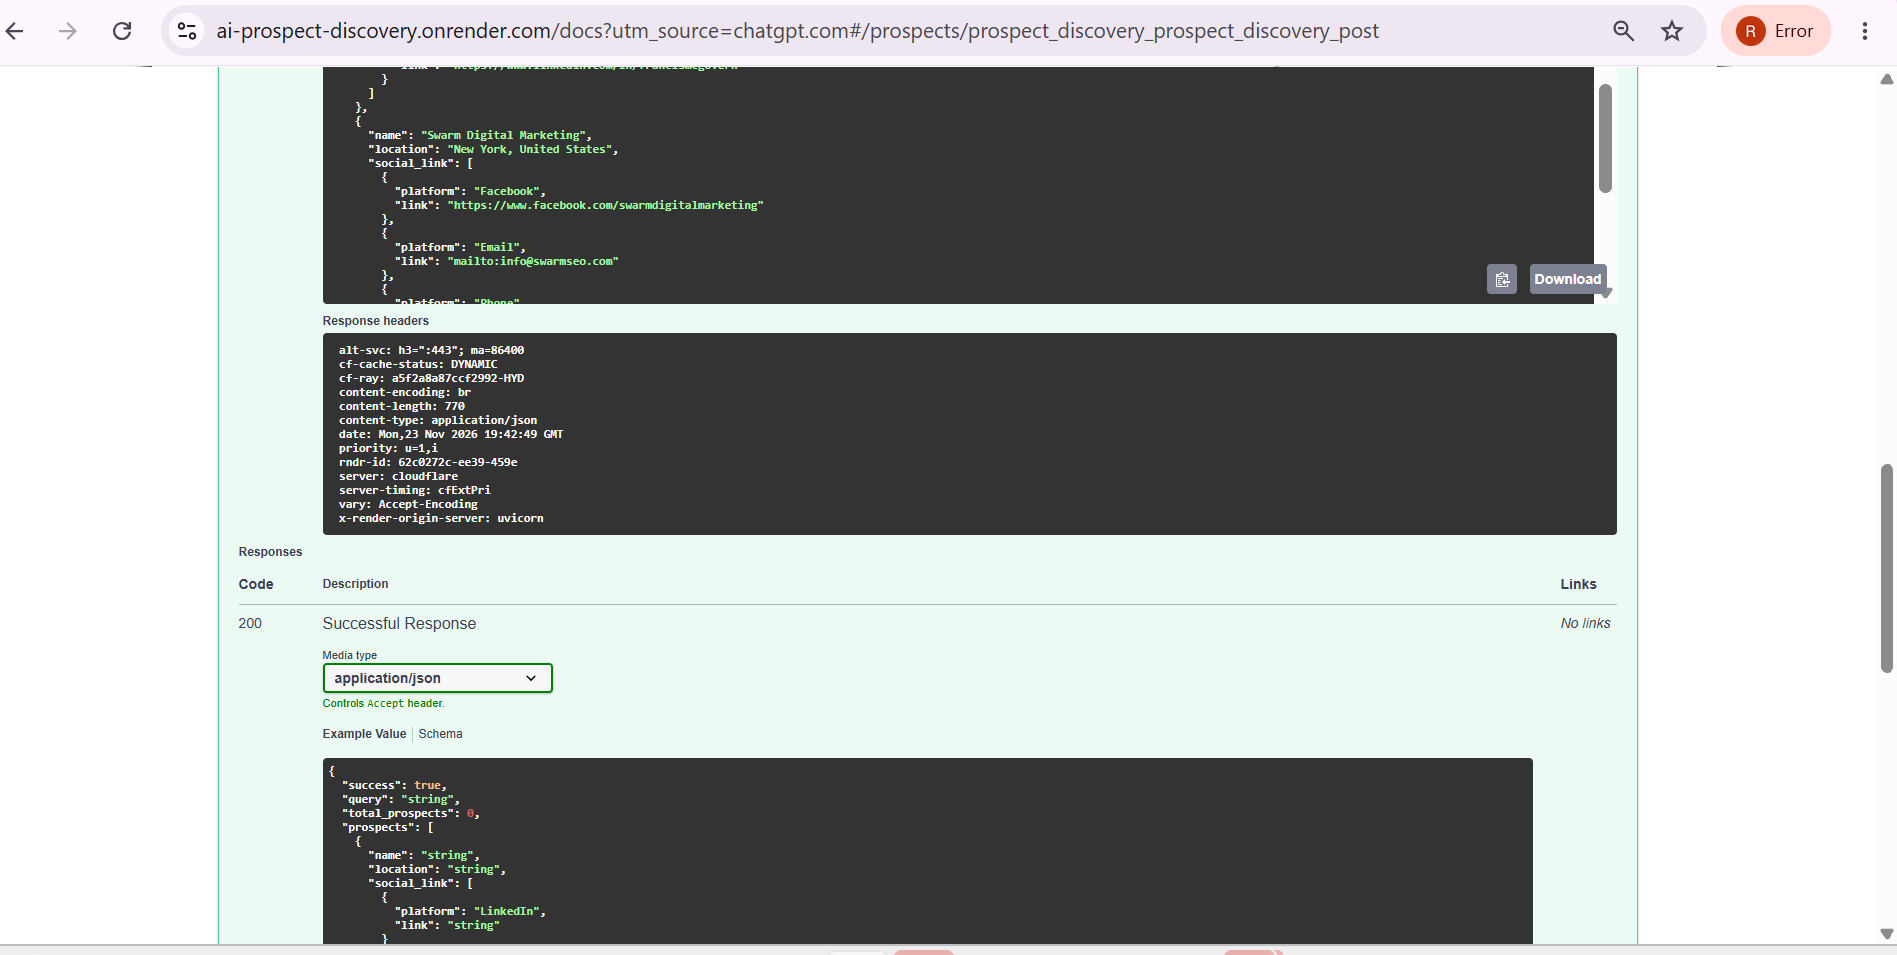 ai-prospect-discovery.onrender.com/docs?utm_source=chatgpt.com#/prospects/prospect_discovery_prospect_discovery_post
R Error
}
]
},
{
"name": "Swarm Digital Marketing",
"location": "New York, United States",
"social_link": [
{
"platform": "Facebook",
"link": "https://www.facebook.com/swarmdigitalmarketing"
},
{
"platform": "Email",
"link": "mailto:info@swarmseo.com"
},
{
"platform": "Phone"
Download
Response headers
alt-svc: h3=":443"; ma=86400
cf-cache-status: DYNAMIC
cf-ray: a5f2a8a87ccf2992-HYD
content-encoding: br
content-length: 770
content-type: application/json
date: Mon,23 Nov 2026 19:42:49 GMT
priority: u=1,i
rndr-id: 62c0272c-ee39-459e
server: cloudflare
server-timing: cfExtPri
vary: Accept-Encoding
x-render-origin-server: uvicorn
Responses
Code Description Links
200 Successful Response No links
Media type
application/json
Controls Accept header.
Example Value Schema
{
"success": true,
"query": "string",
"total_prospects": 0,
"prospects": [
{
"name": "string",
"location": "string",
"social_link": [
{
"platform": "LinkedIn",
"link": "string"
}